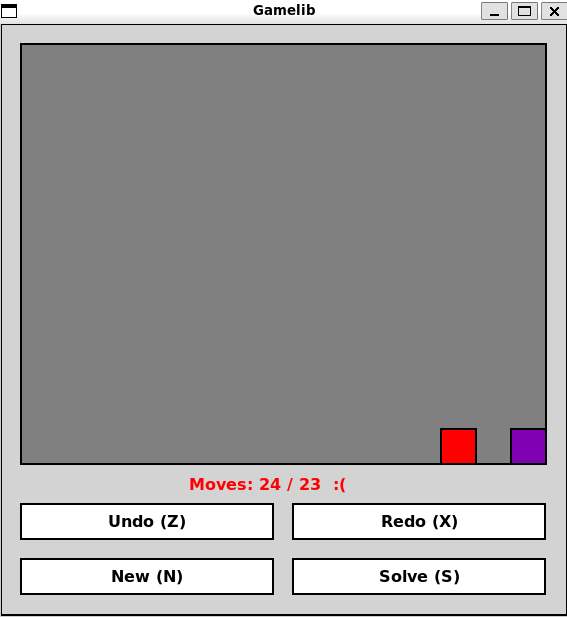 Gamelib
Moves: 24 / 23  :(
Undo (Z)
Redo (X)
New (N)
Solve (S)